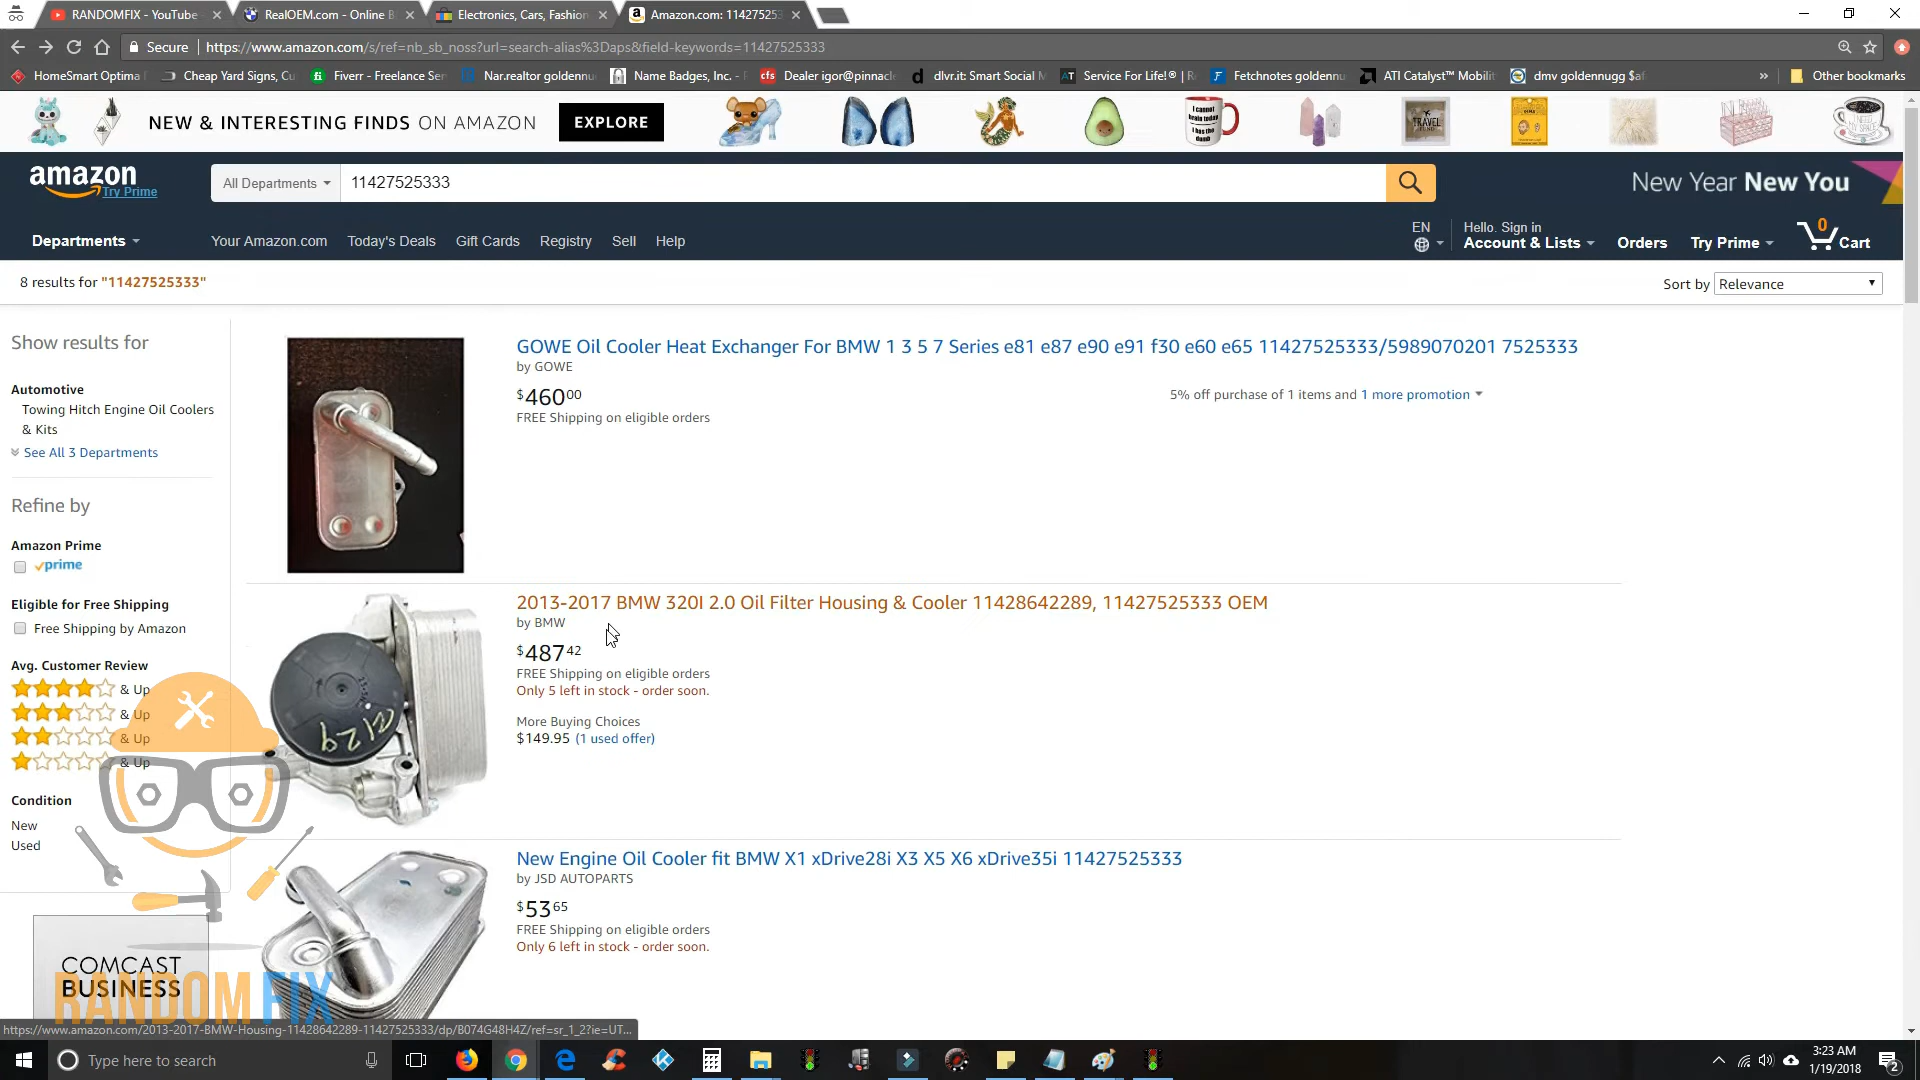 RANDOMFIX - YouTube
RealOEM.com - Online B
Electronics, Cars, Fashion
Amazon.com: 1142752533
Secure
https://www.amazon.com/s/ref=nb_sb_noss?url=search-alias%3Daps&field-keywords=11427525333
HomeSmart Optima
Cheap Yard Signs, Cu
Fiverr - Freelance Ser
Nar.realtor goldennu
Name Badges, Inc. -
Dealer igor@pinnacle
dlvr.it: Smart Social M
Service For Life!® | R
Fetchnotes goldennu
ATI Catalyst™ Mobilit
dmv goldennugg $af
»
Other bookmarks
NEW & INTERESTING FINDS ON AMAZON
EXPLORE
amazon
Try Prime
All Departments
11427525333
New Year New You
Departments
Your Amazon.com
Today's Deals
Gift Cards
Registry
Sell
Help
EN
Hello. Sign in
Account & Lists
Orders
Try Prime
0
Cart
8 results for "11427525333"
Sort by
Relevance
Show results for
Automotive
Towing Hitch Engine Oil Coolers
& Kits
See All 3 Departments
Refine by
Amazon Prime
prime
Eligible for Free Shipping
Free Shipping by Amazon
Avg. Customer Review
& Up
& Up
& Up
& Up
Condition
New
Used
COMCAST
BUSINESS
RANDOM FIX
GOWE Oil Cooler Heat Exchanger For BMW 1 3 5 7 Series e81 e87 e90 e91 f30 e60 e65 11427525333/5989070201 7525333
by GOWE
$460 00
FREE Shipping on eligible orders
5% off purchase of 1 items and 1 more promotion
2013-2017 BMW 320I 2.0 Oil Filter Housing & Cooler 11428642289, 11427525333 OEM
by BMW
$487 42
FREE Shipping on eligible orders
Only 5 left in stock - order soon.
More Buying Choices
$149.95 (1 used offer)
New Engine Oil Cooler fit BMW X1 xDrive28i X3 X5 X6 xDrive35i 11427525333
by JSD AUTOPARTS
$53 65
FREE Shipping on eligible orders
Only 6 left in stock - order soon.
https://www.amazon.com/2013-2017-BMW-Housing-11428642289-11427525333/dp/B074G48H4Z/ref=sr_1_2?ie=UT...
Type here to search
3:23 AM
1/19/2018
2